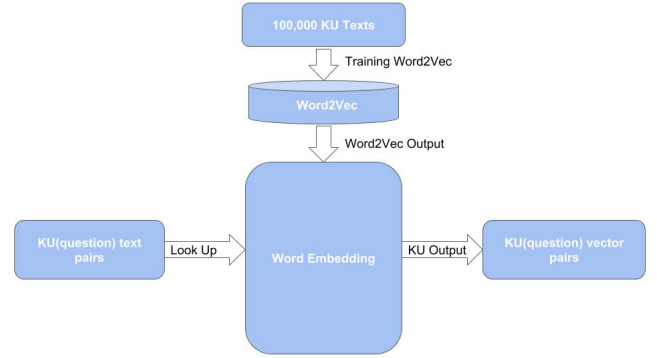 100,000 KU Texts
Training Word2Vec
Word2Vec
Word2Vec Output
KU(question) text
pairs
Look Up
Word Embedding
KU Output
KU(question) vector
pairs